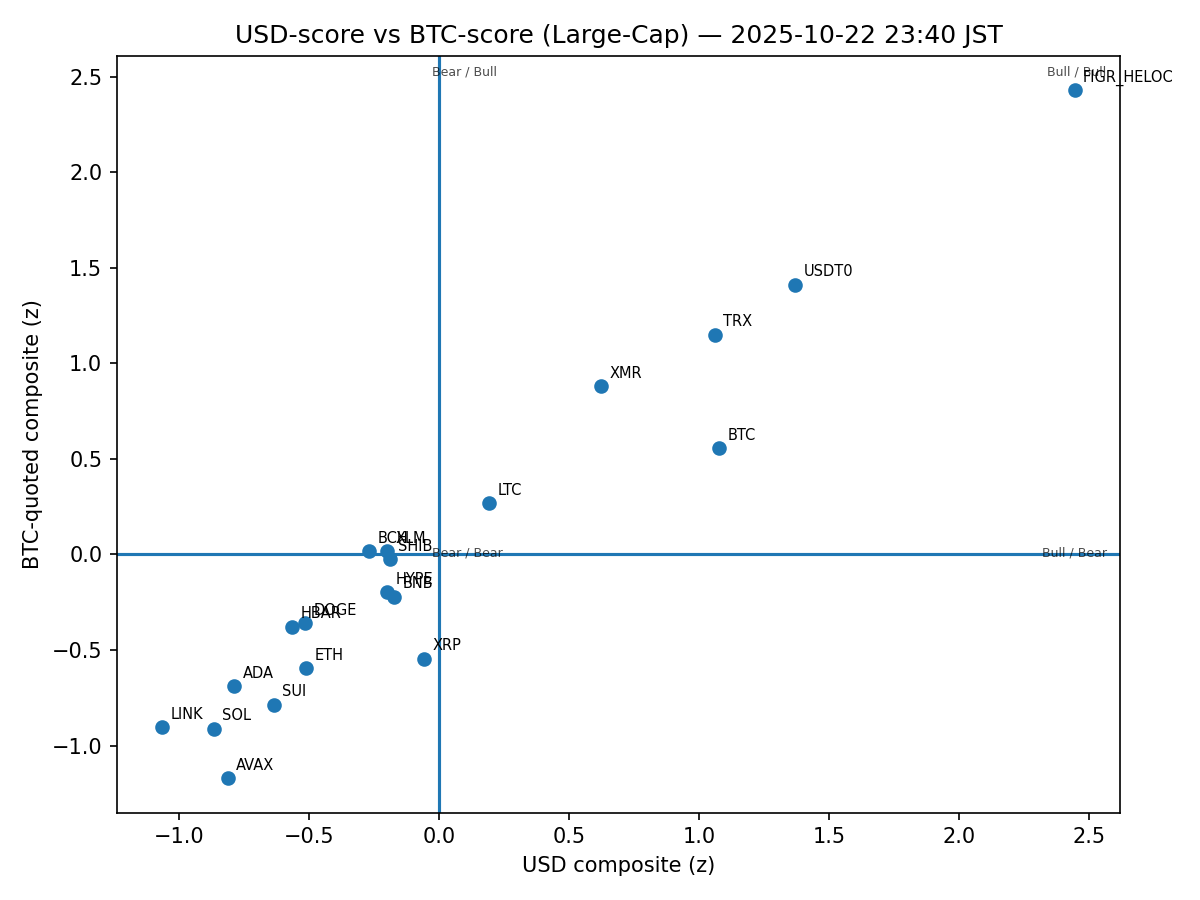 USD-score vs BTC-score (Large-Cap) — 2025-10-22 23:40 JST
Bear / Bull
Bull / Bull
FIGR_HELOC
USDT0
TRX
XMR
BTC
LTC
BCH
XLM
SHIB
Bear / Bear
Bull / Bear
HYPE
BNB
DOGE
HBAR
XRP
ETH
ADA
SUI
LINK
SOL
AVAX
2.5
2.0
1.5
1.0
0.5
0.0
−0.5
−1.0
BTC-quoted composite (z)
−1.0
−0.5
0.0
0.5
1.0
1.5
2.0
2.5
USD composite (z)